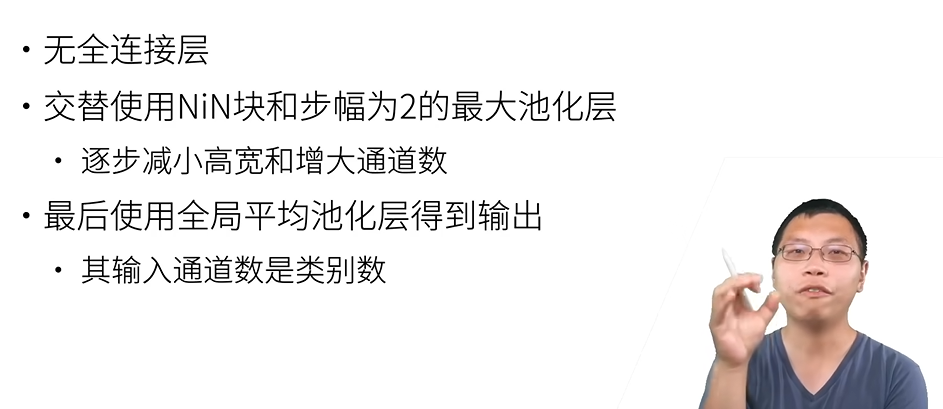 • 无全连接层
• 交替使用NiN块和步幅为2的最大池化层
• 逐步减小高宽和增大通道数
• 最后使用全局平均池化层得到输出
• 其输入通道数是类别数